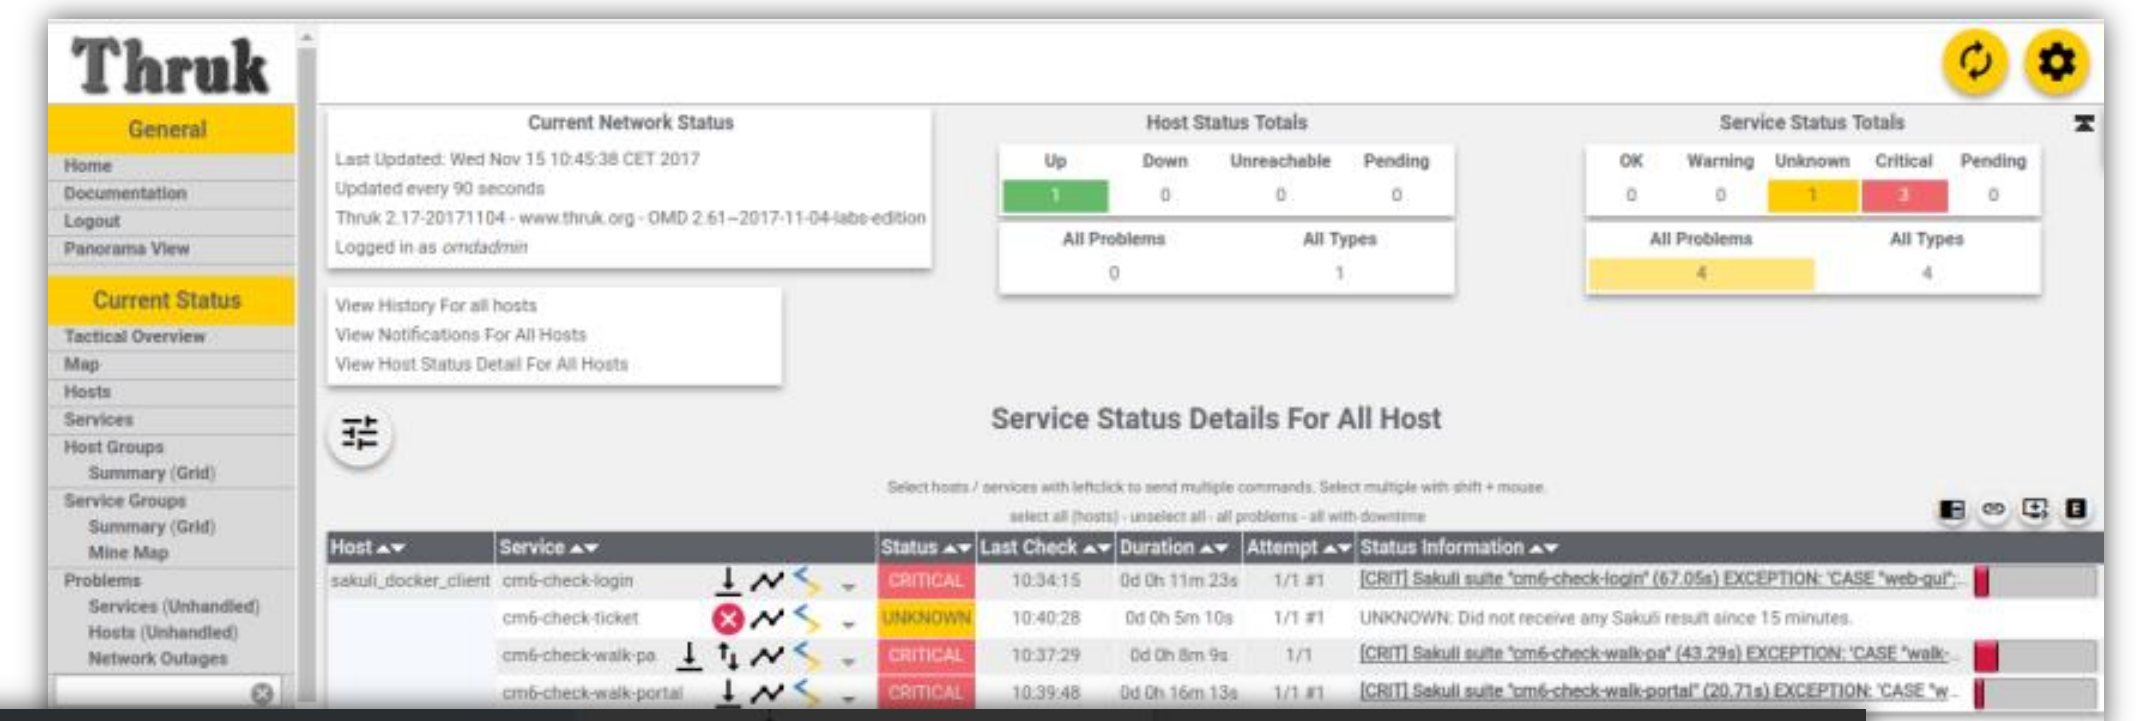 Thruk
General
Home
Documentation
Logout
Panorama View
Current Status
Tactical Overview
Map
Hosts
Services
Host Groups
Summary (Grid)
Service Groups
Summary (Grid)
Mine Map
Problems
Services (Unhandled)
Hosts (Unhandled)
Network Outages
Current Network Status
Last Updated: Wed Nov 15 10:45:38 CET 2017
Updated every 90 seconds
Thruk 2.17-20171104 - www.thruk.org - OMD 2.61~2017-11-04-labs-edition
Logged in as omdadmin
View History For all hosts
View Notifications For All Hosts
View Host Status Detail For All Hosts
Host Status Totals
Up Down Unreachable Pending
1 0 0 0
All Problems All Types
0 1
Service Status Totals
OK Warning Unknown Critical Pending
0 0 1 3 0
All Problems All Types
4 4
Service Status Details For All Host
Select hosts / services with leftclick to send multiple commands. Select multiple with shift + mouse.
select all (hosts) - unselect all - all problems - all with downtime
Host Service Status Last Check Duration Attempt Status Information
sakuli_docker_client cm6-check-login CRITICAL 10:34:15 0d 0h 11m 23s 1/1 #1 [CRIT] Sakuli suite "cm6-check-login" (67.05s) EXCEPTION: 'CASE "web-gui":...
cm6-check-ticket UNKNOWN 10:40:28 0d 0h 5m 10s 1/1 #1 UNKNOWN: Did not receive any Sakuli result since 15 minutes.
cm6-check-walk-pa CRITICAL 10:37:29 0d 0h 8m 9s 1/1 [CRIT] Sakuli suite "cm6-check-walk-pa" (43.29s) EXCEPTION: 'CASE "walk-...
cm6-check-walk-portal CRITICAL 10:39:48 0d 0h 16m 13s 1/1 #1 [CRIT] Sakuli suite "cm6-check-walk-portal" (20.71s) EXCEPTION: 'CASE "w...